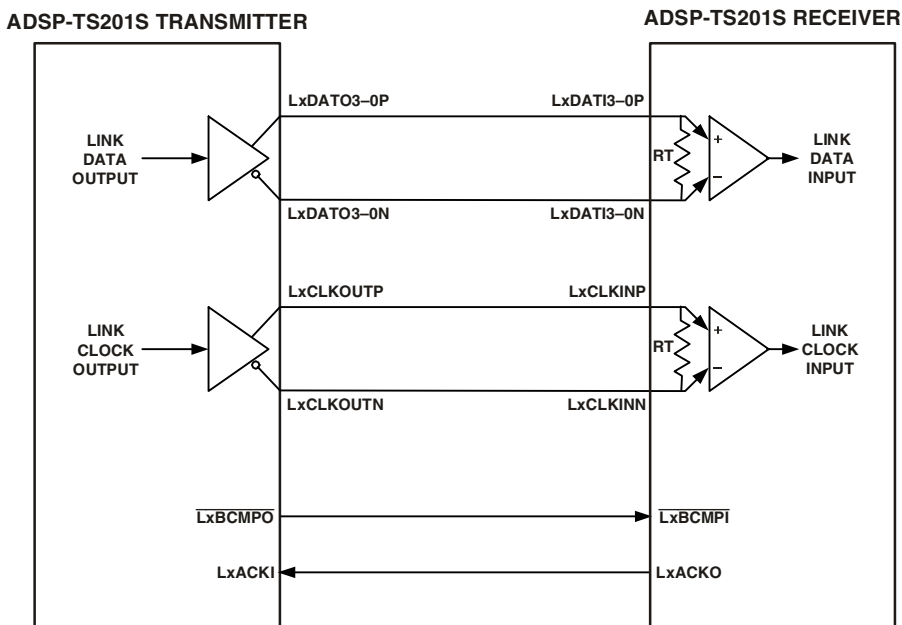 ADSP-TS201S TRANSMITTER
ADSP-TS201S RECEIVER
LxDATO3–0P
LxDATI3–0P
LINK
DATA
OUTPUT
RT
+
–
LINK
DATA
INPUT
LxDATO3–0N
LxDATI3–0N
LxCLKOUTP
LxCLKINP
LINK
CLOCK
OUTPUT
RT
+
–
LINK
CLOCK
INPUT
LxCLKOUTN
LxCLKINN
LxBCMPO
LxBCMPI
LxACKI
LxACKO